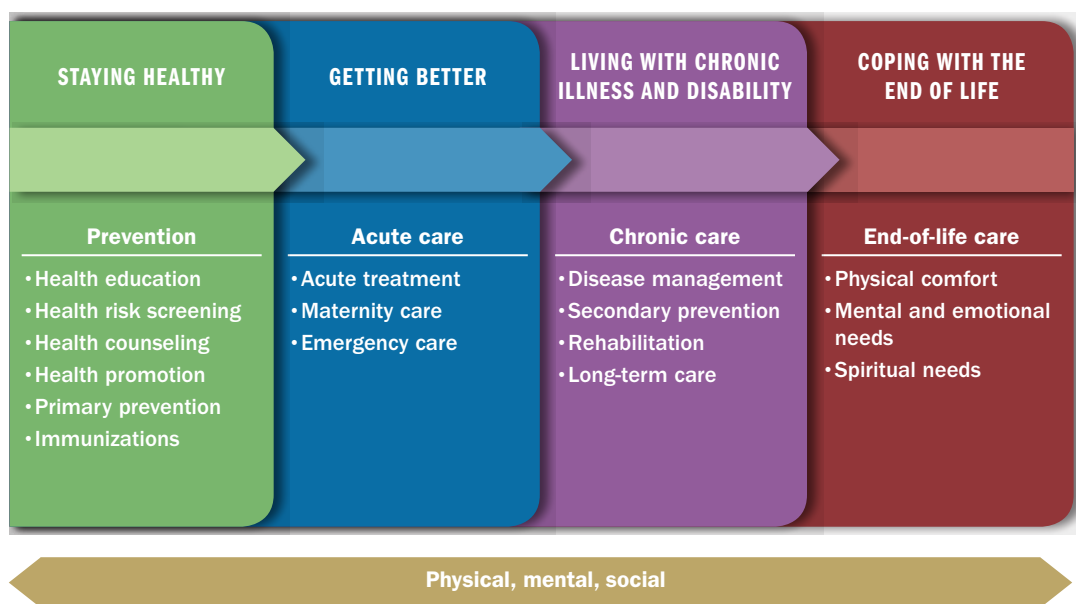 STAYING HEALTHY
GETTING BETTER
LIVING WITH CHRONIC
ILLNESS AND DISABILITY
COPING WITH THE
END OF LIFE
Prevention
• Health education
• Health risk screening
• Health counseling
• Health promotion
• Primary prevention
• Immunizations
Acute care
• Acute treatment
• Maternity care
• Emergency care
Chronic care
• Disease management
• Secondary prevention
• Rehabilitation
• Long-term care
End-of-life care
• Physical comfort
• Mental and emotional
needs
• Spiritual needs
Physical, mental, social